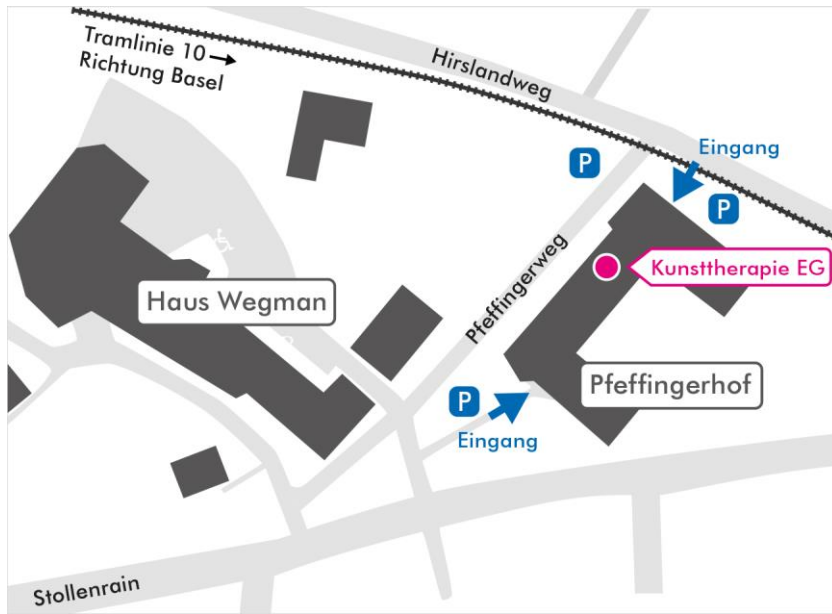 Tramlinie 10 →
Richtung Basel
Hirslandweg
P
Eingang
P
Kunsttherapie EG
Haus Wegman
Pfeffingerweg
Pfeffingerhof
P
Eingang
Stollenrain